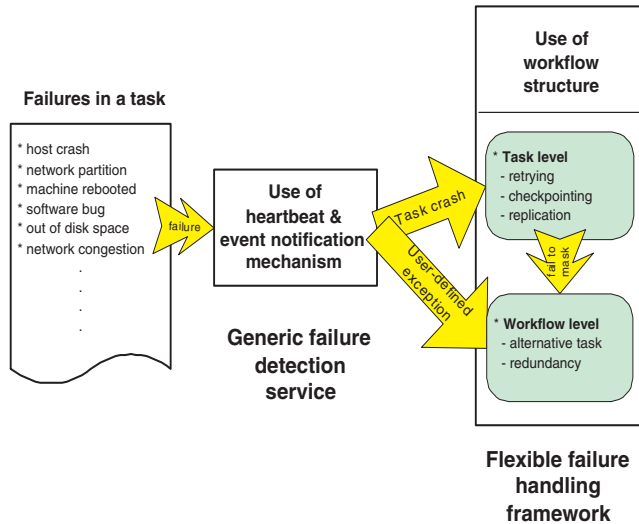 Failures in a task
* host crash
* network partition
* machine rebooted
* software bug
* out of disk space
* network congestion
.
.
.
.
failure
Use of
heartbeat &
event notification
mechanism
Generic failure
detection
service
Task crash
User-defined
exception
Use of
workflow
structure
* Task level
- retrying
- checkpointing
- replication
fail to
mask
* Workflow level
- alternative task
- redundancy
Flexible failure
handling
framework